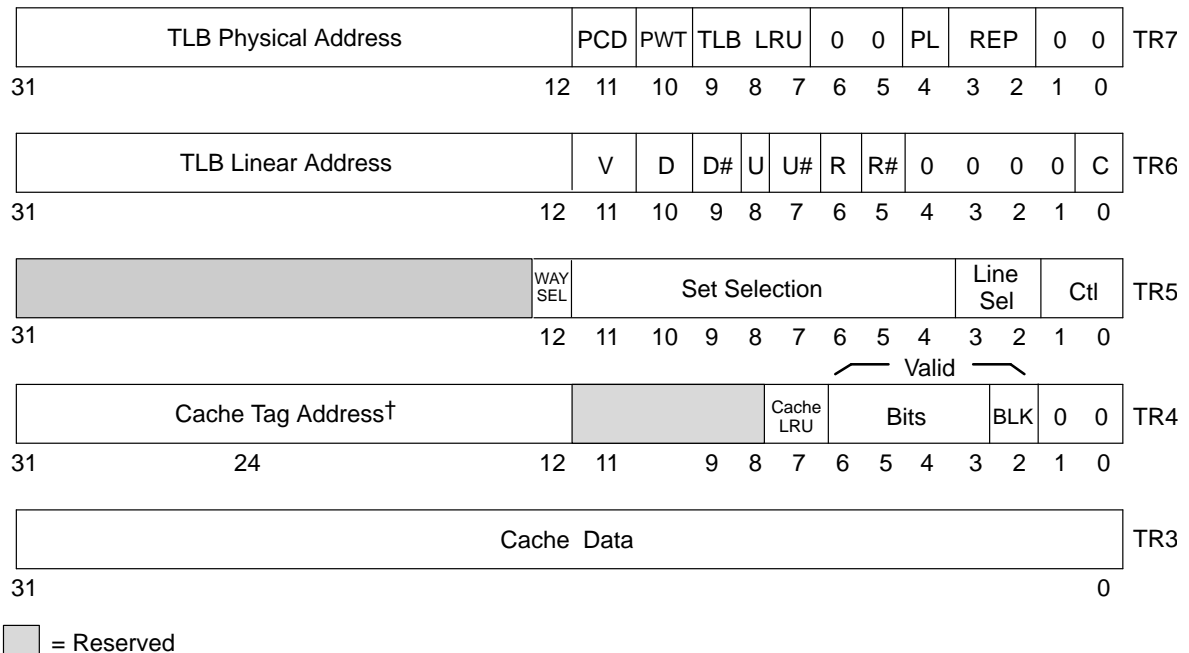 TLB Physical Address PCD PWT TLB LRU 0 0 PL REP 0 0 TR7
31 12 11 10 9 8 7 6 5 4 3 2 1 0
TLB Linear Address V D D# U U# R R# 0 0 0 0 C TR6
31 12 11 10 9 8 7 6 5 4 3 2 1 0
WAY SEL Set Selection Line Sel Ctl TR5
31 12 11 10 9 8 7 6 5 4 3 2 1 0
Valid
Cache Tag Address† Cache LRU Bits BLK 0 0 TR4
31 24 12 11 9 8 7 6 5 4 3 2 1 0
Cache Data TR3
31 0
= Reserved